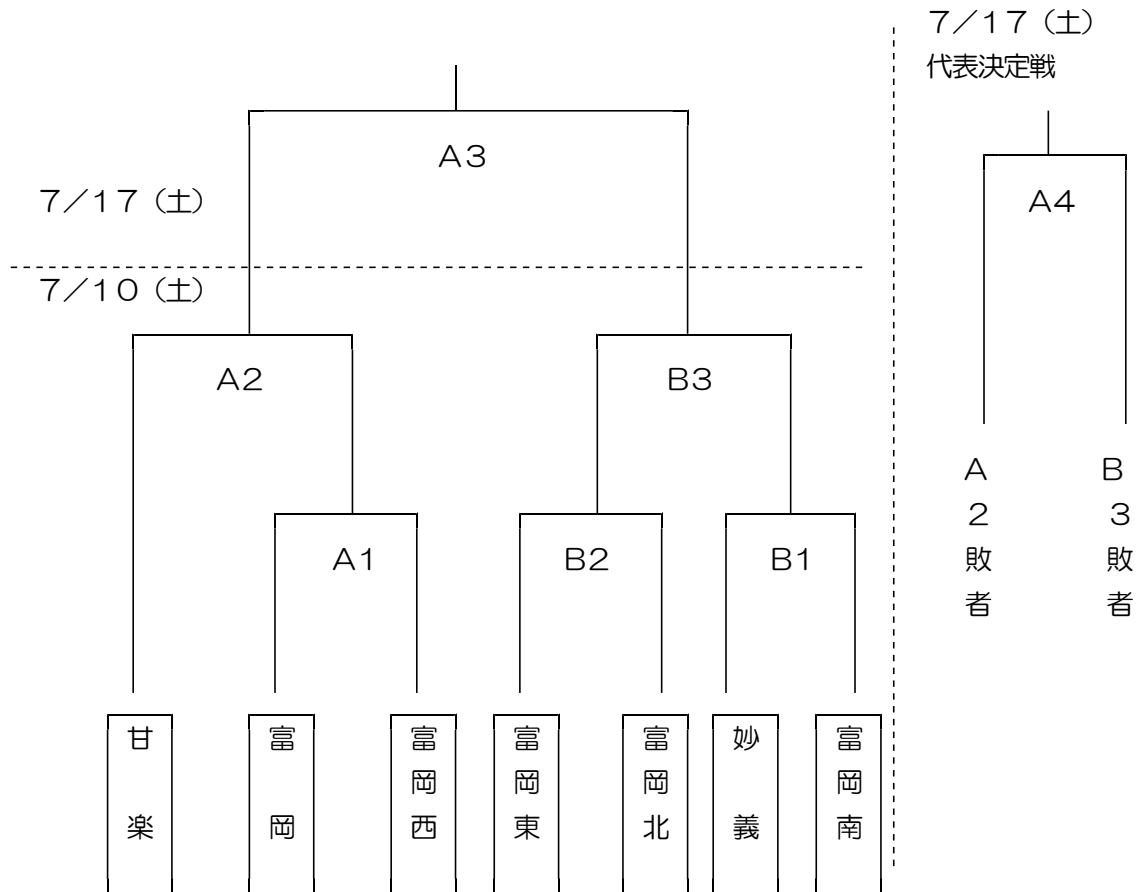 7／17（土）
代表決定戦
A3
7／17（土）
A4
7／10（土）
A2
B3
A2敗者
B3敗者
A1
B2
B1
甘楽
富岡
富岡西
富岡東
富岡北
妙義
富岡南